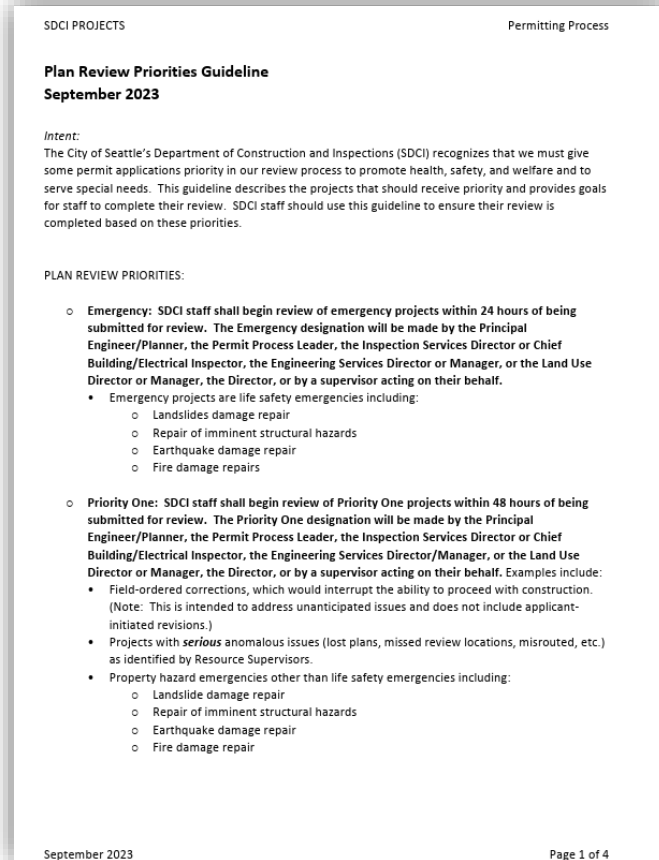 SDCI PROJECTS Permitting Process
Plan Review Priorities Guideline
September 2023
Intent:
The City of Seattle's Department of Construction and Inspections (SDCI) recognizes that we must give
some permit applications priority in our review process to promote health, safety, and welfare and to
serve special needs.  This guideline describes the projects that should receive priority and provides goals
for staff to complete their review.  SDCI staff should use this guideline to ensure their review is
completed based on these priorities.
PLAN REVIEW PRIORITIES:
o Emergency:  SDCI staff shall begin review of emergency projects within 24 hours of being
submitted for review.  The Emergency designation will be made by the Principal
Engineer/Planner, the Permit Process Leader, the Inspection Services Director or Chief
Building/Electrical Inspector, the Engineering Services Director or Manager, or the Land Use
Director or Manager, the Director, or by a supervisor acting on their behalf.
• Emergency projects are life safety emergencies including:
o Landslides damage repair
o Repair of imminent structural hazards
o Earthquake damage repair
o Fire damage repairs
o Priority One:  SDCI staff shall begin review of Priority One projects within 48 hours of being
submitted for review.  The Priority One designation will be made by the Principal
Engineer/Planner, the Permit Process Leader, the Inspection Services Director or Chief
Building/Electrical Inspector, the Engineering Services Director/Manager, or the Land Use
Director or Manager, the Director, or by a supervisor acting on their behalf. Examples include:
• Field-ordered corrections, which would interrupt the ability to proceed with construction.
(Note:  This is intended to address unanticipated issues and does not include applicant-
initiated revisions.)
• Projects with serious anomalous issues (lost plans, missed review locations, misrouted, etc.)
as identified by Resource Supervisors.
• Property hazard emergencies other than life safety emergencies including:
o Landslide damage repair
o Repair of imminent structural hazards
o Earthquake damage repair
o Fire damage repair
September 2023 Page 1 of 4